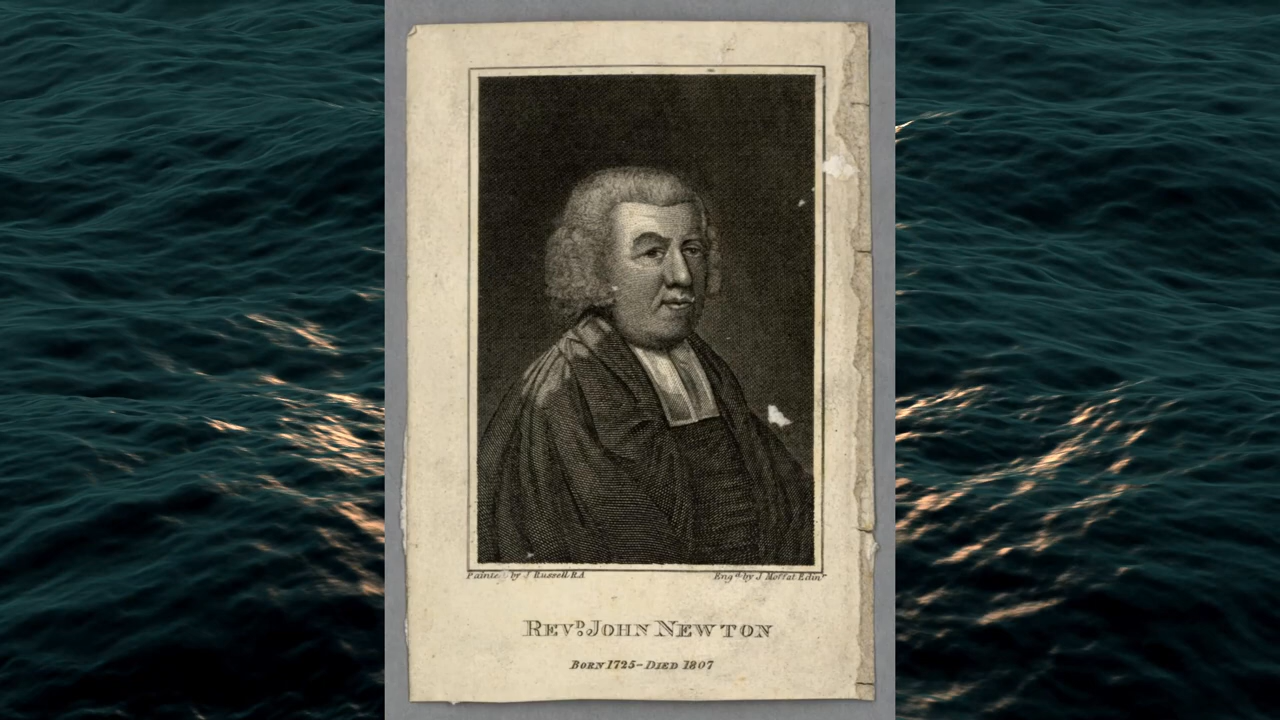 Painted by J. Russell R.A
Engd. by J. Moffat Edinr.
REVD. JOHN NEWTON
BORN 1725 – DIED 1807